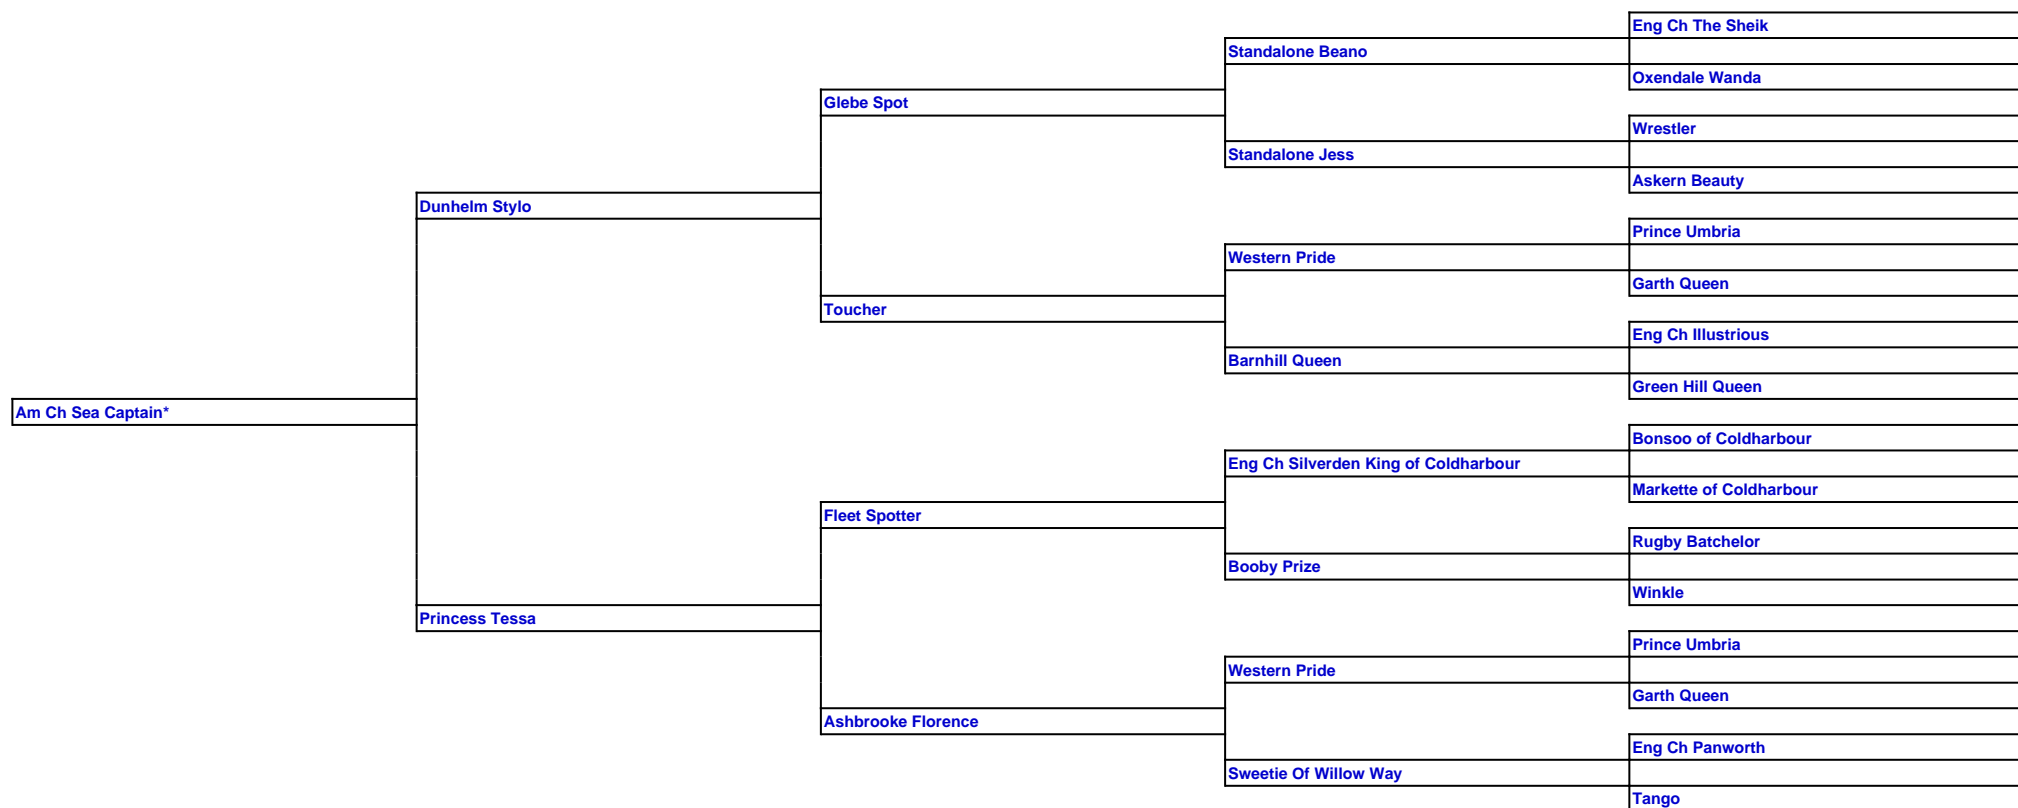 Eng Ch The Sheik
Standalone Beano
Oxendale Wanda
Glebe Spot
Wrestler
Standalone Jess
Askern Beauty
Dunhelm Stylo
Prince Umbria
Western Pride
Garth Queen
Toucher
Eng Ch Illustrious
Barnhill Queen
Green Hill Queen
Am Ch Sea Captain*
Bonsoo of Coldharbour
Eng Ch Silverden King of Coldharbour
Markette of Coldharbour
Fleet Spotter
Rugby Batchelor
Booby Prize
Winkle
Princess Tessa
Prince Umbria
Western Pride
Garth Queen
Ashbrooke Florence
Eng Ch Panworth
Sweetie Of Willow Way
Tango